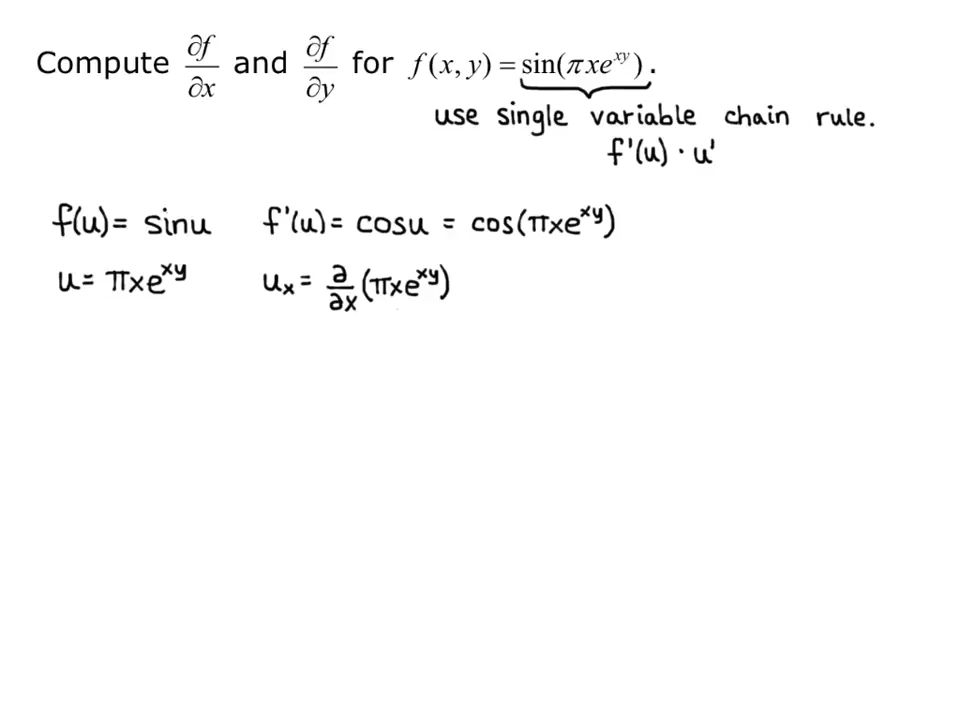 Compute ∂f/∂x and ∂f/∂y for f(x, y) = sin(πxe^{xy}).
use single variable chain rule.
f'(u) · u'
f(u) = sinu f'(u) = cosu = cos(πxe^{xy})
u = πxe^{xy} u_x = ∂/∂x (πxe^{xy})